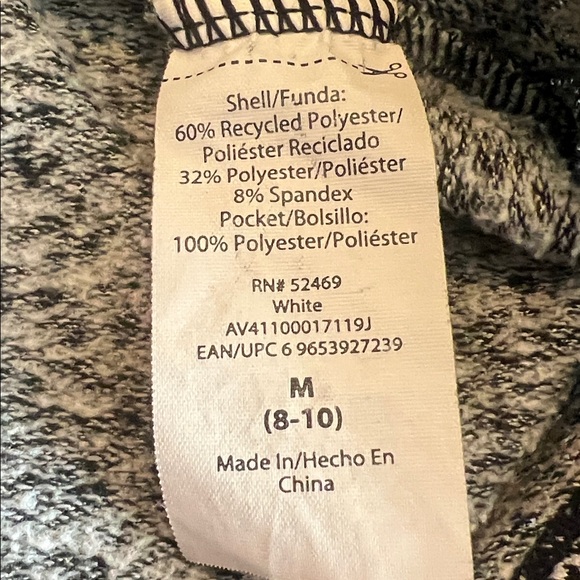 Shell/Funda:
60% Recycled Polyester/
Poliéster Reciclado
32% Polyester/Poliéster
8% Spandex
Pocket/Bolsillo:
100% Polyester/Poliéster
RN# 52469
White
AV41100017119J
EAN/UPC 6 9653927239
M
(8-10)
Made In/Hecho En
China